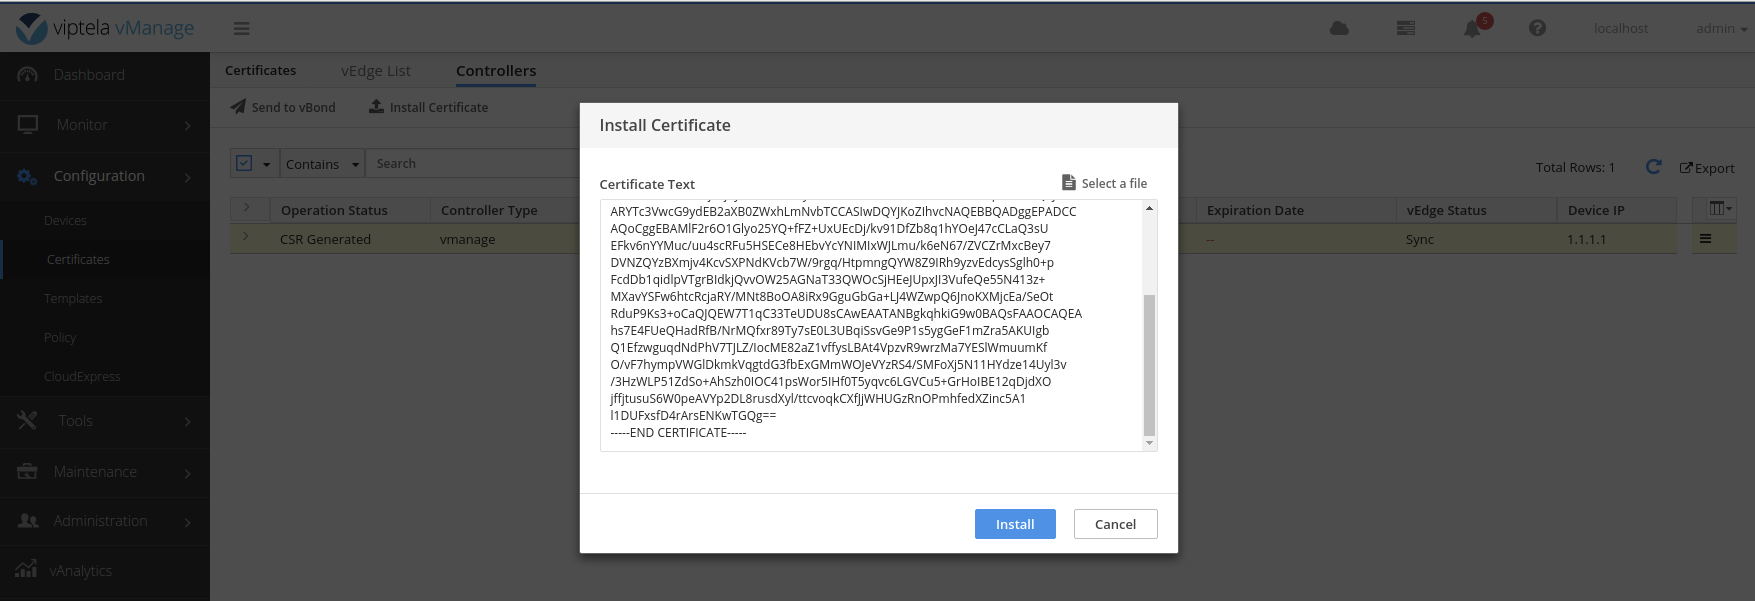 viptela vManage
5
localhost
admin
Dashboard
Monitor
Configuration
Devices
Certificates
Templates
Policy
CloudExpress
Tools
Maintenance
Administration
vAnalytics
Certificates
vEdge List
Controllers
Send to vBond
Install Certificate
Contains
Search
Total Rows: 1
Export
Operation Status
Controller Type
Expiration Date
vEdge Status
Device IP
CSR Generated
vmanage
--
Sync
1.1.1.1
Install Certificate
Certificate Text
Select a file
ARYTc3VwcG9ydEB2aXB0ZWxhLmNvbTCCASIwDQYJKoZIhvcNAQEBBQADggEPADCC
AQoCggEBAMlF2r6O1Glyo25YQ+fFZ+UxUEcDj/kv91DfZb8q1hYOeJ47cCLaQ3sU
EFkv6nYYMuc/uu4scRFu5HSECe8HEbvYcYNIMIxWJLmu/k6eN67/ZVCZrMxcBey7
DVNZQYzBXmjv4KcvSXPNdKVcb7W/9rgq/HtpmngQYW8Z9IRh9yzvEdcysSglh0+p
FcdDb1qidlpVTgrBIdkjQvvOW25AGNaT33QWOcSjHEeJUpxJI3VufeQe55N413z+
MXavYSFw6htcRcjaRY/MNt8BoOA8iRx9GguGbGa+LJ4WZwpQ6JnoKXMjcEa/SeOt
RduP9Ks3+oCaQJQEW7T1qC33TeUDU8sCAwEAATANBgkqhkiG9w0BAQsFAAOCAQEA
hs7E4FUeQHadRfB/NrMQfxr89Ty7sE0L3UBqiSsvGe9P1s5ygGeF1mZra5AKUIgb
Q1EfzwguqdNdPhV7TJLZ/IocME82aZ1vffysLBAt4VpzvR9wrzMa7YESlWmuumKf
O/vF7hympVWGlDkmkVqgtdG3fbExGMmWOJeVYzRS4/SMFoXj5N11HYdze14Uyl3v
/3HzWLP51ZdSo+AhSzh0IOC41psWor5IHf0T5yqvc6LGVCu5+GrHoIBE12qDjdXO
jffjtusuS6W0peAVYp2DL8rusdXyl/ttcvoqkCXfJjWHUGzRnOPmhfedXZinc5A1
l1DUFxsfD4rArsENKwTGQg==
-----END CERTIFICATE-----
Install
Cancel